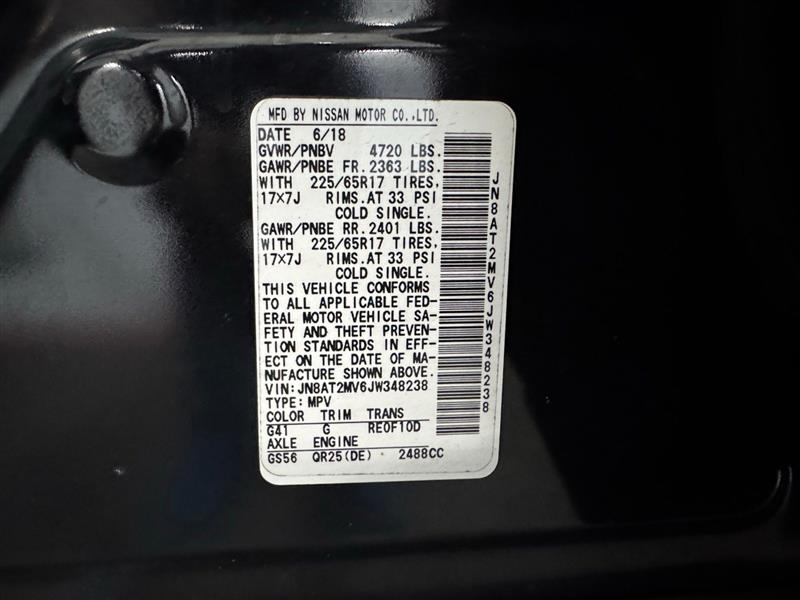 MFD BY NISSAN MOTOR CO.,LTD.
DATE 6/18
GVWR/PNBV 4720 LBS.
GAWR/PNBE FR. 2363 LBS.
WITH 225/65R17 TIRES,
17×7J RIMS.AT 33 PSI
COLD SINGLE.
GAWR/PNBE RR. 2401 LBS.
WITH 225/65R17 TIRES,
17×7J RIMS.AT 33 PSI
COLD SINGLE.
THIS VEHICLE CONFORMS
TO ALL APPLICABLE FED-
ERAL MOTOR VEHICLE SA-
FETY AND THEFT PREVEN-
TION STANDARDS IN EFF-
ECT ON THE DATE OF MA-
NUFACTURE SHOWN ABOVE.
VIN:JN8AT2MV6JW348238
TYPE:MPV
COLOR TRIM TRANS
G41 G RE0F10D
AXLE ENGINE
GS56 QR25(DE) 2488CC
JN8AT2MV6JW348238